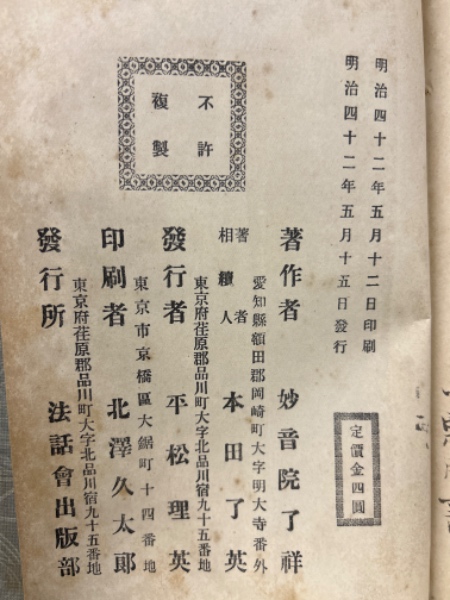 明治四十二年五月十二日印刷
明治四十二年五月十五日發行
定價金四圓
不許
複製
著作者 妙音院了祥
愛知縣額田郡岡崎町大字明大寺番外
著者
相續人 本田了英
東京府荏原郡品川町大字北品川宿九十五番地
發行者 平松理英
東京市京橋區大鋸町十四番地
印刷者 北澤久太郎
東京府荏原郡品川町大字北品川宿九十五番地
發行所 法話會出版部